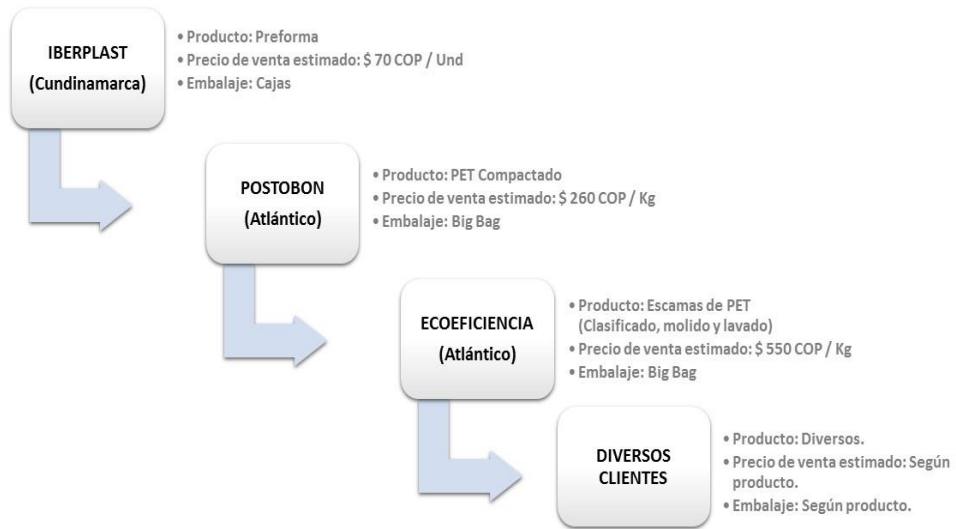 IBERPLAST
(Cundinamarca)
• Producto: Preforma
• Precio de venta estimado: $ 70 COP / Und
• Embalaje: Cajas
POSTOBON
(Atlántico)
• Producto: PET Compactado
• Precio de venta estimado: $ 260 COP / Kg
• Embalaje: Big Bag
ECOEFICIENCIA
(Atlántico)
• Producto: Escamas de PET
(Clasificado, molido y lavado)
• Precio de venta estimado: $ 550 COP / Kg
• Embalaje: Big Bag
DIVERSOS
CLIENTES
• Producto: Diversos.
• Precio de venta estimado: Según
producto.
• Embalaje: Según producto.